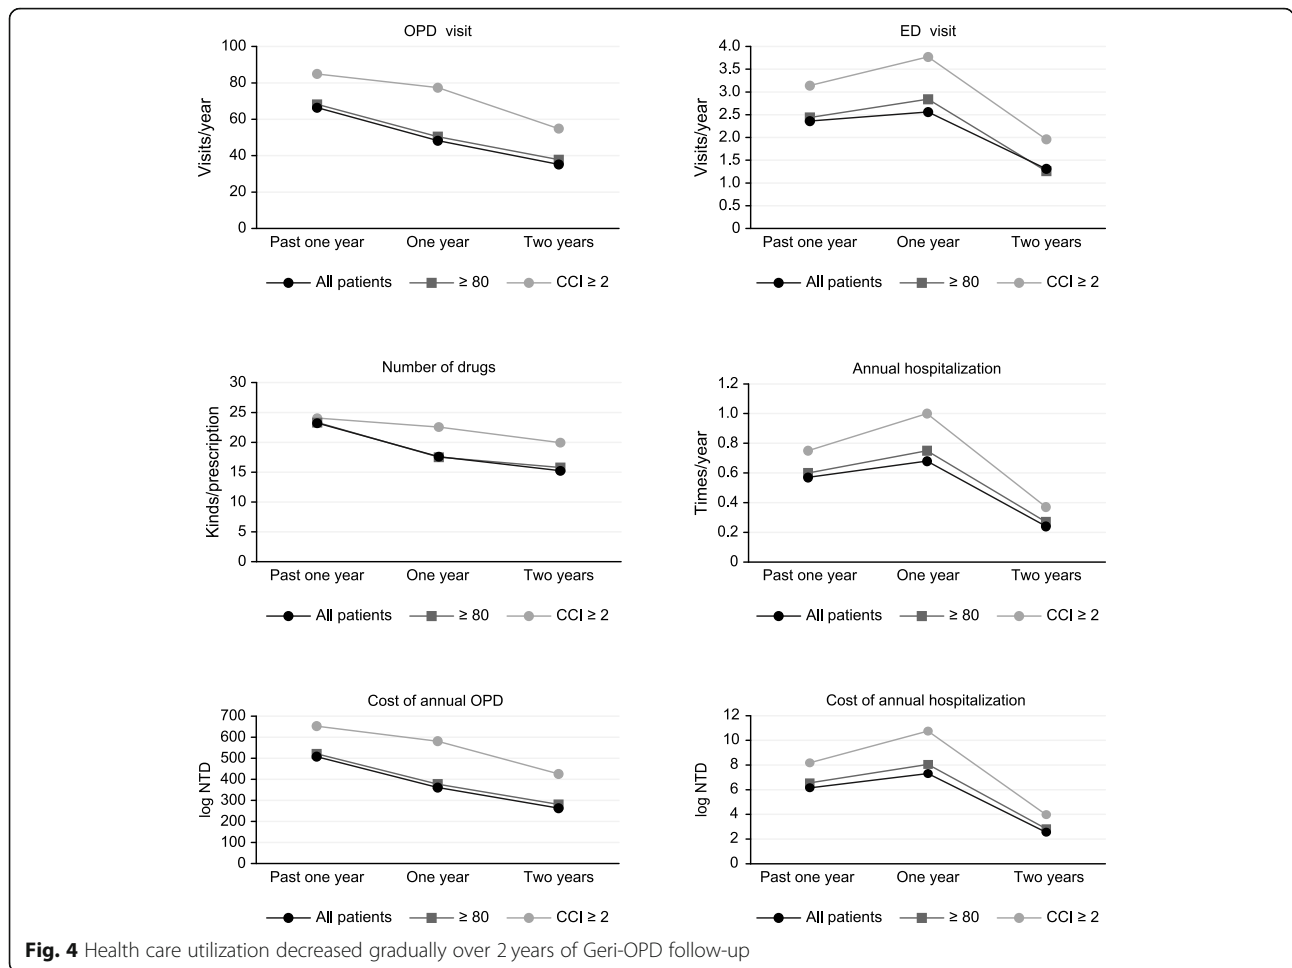 OPD visit
100
80
60
40
20
0
Visits/year
Past one year One year Two years
All patients ≥ 80 CCI ≥ 2
ED visit
4.0
3.5
3.0
2.5
2.0
1.5
1.0
0.5
0
Visits/year
Past one year One year Two years
All patients ≥ 80 CCI ≥ 2
Number of drugs
30
25
20
15
10
5
0
Kinds/prescription
Past one year One year Two years
All patients ≥ 80 CCI ≥ 2
Annual hospitalization
1.2
1.0
0.8
0.6
0.4
0.2
0
Times/year
Past one year One year Two years
All patients ≥ 80 CCI ≥ 2
Cost of annual OPD
700
600
500
400
300
200
100
0
log NTD
Past one year One year Two years
All patients ≥ 80 CCI ≥ 2
Cost of annual hospitalization
12
10
8
6
4
2
0
log NTD
Past one year One year Two years
All patients ≥ 80 CCI ≥ 2
Fig. 4 Health care utilization decreased gradually over 2 years of Geri-OPD follow-up